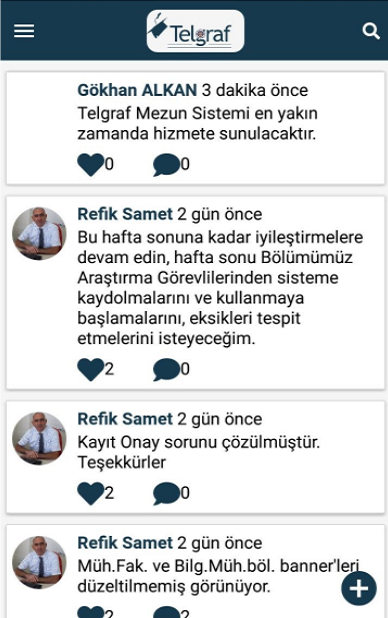 Telgraf
Gökhan ALKAN 3 dakika önce
Telgraf Mezun Sistemi en yakın
zamanda hizmete sunulacaktır.
0 0
Refik Samet 2 gün önce
Bu hafta sonuna kadar iyileştirmelere
devam edin, hafta sonu Bölümümüz
Araştırma Görevlilerinden sisteme
kaydolmalarını ve kullanmaya
başlamalarını, eksikleri tespit
etmelerini isteyeceğim.
2 0
Refik Samet 2 gün önce
Kayıt Onay sorunu çözülmüştür.
Teşekkürler
2 0
Refik Samet 2 gün önce
Müh.Fak. ve Bilg.Müh.böl. banner'leri
düzeltilmemiş görünüyor.
2 2